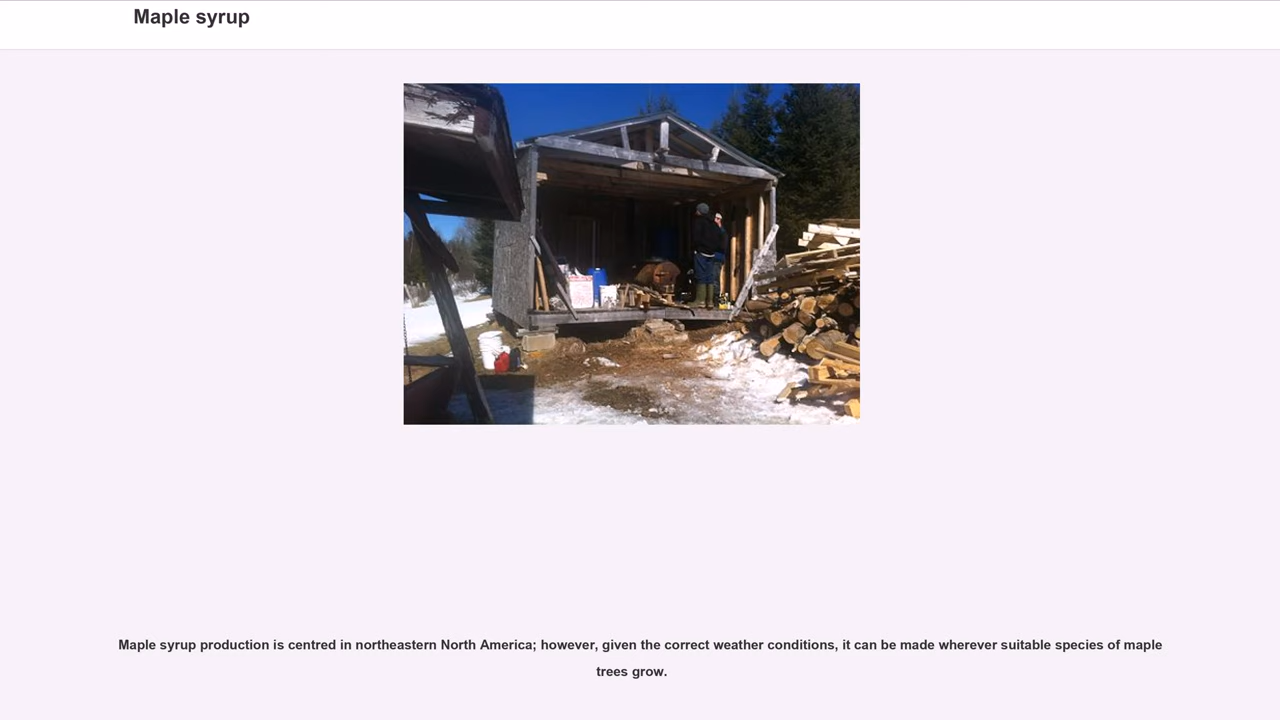 Maple syrup
Maple syrup production is centred in northeastern North America; however, given the correct weather conditions, it can be made wherever suitable species of maple
trees grow.